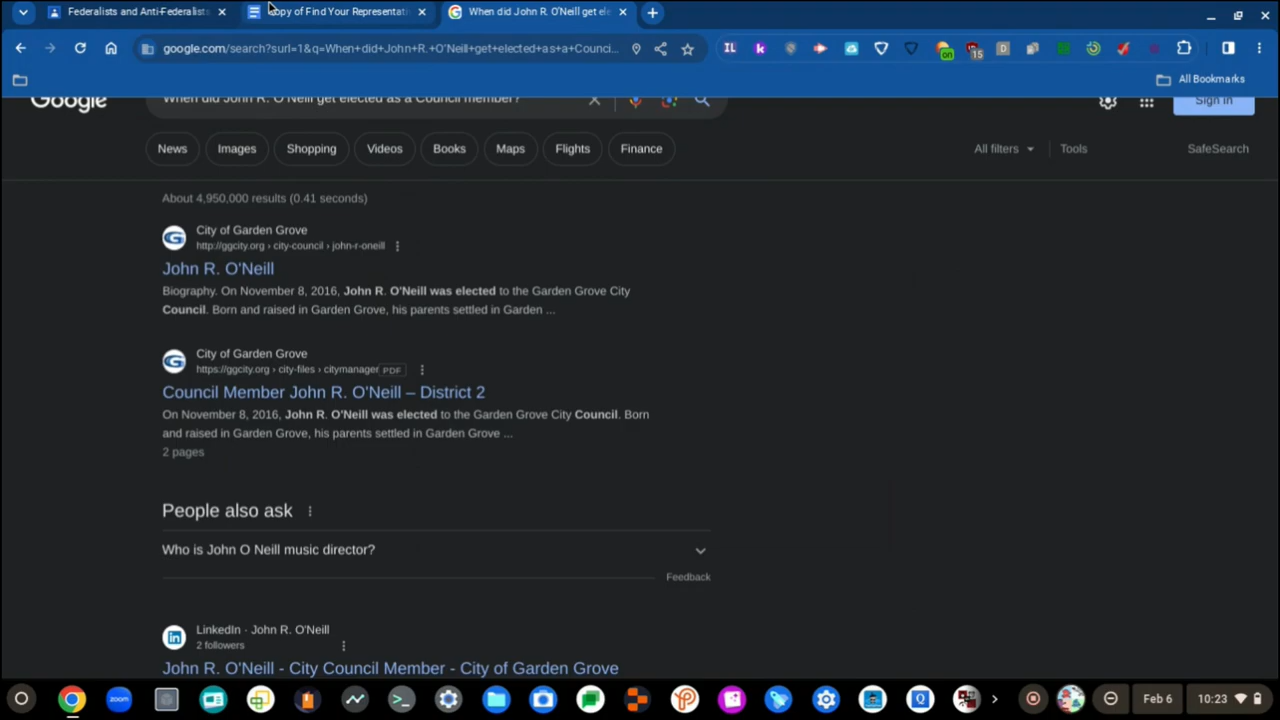 Federalists and Anti-Federalists
Copy of Find Your Representati
When did John R. O'Neill get ele
google.com/search?surl=1&q=When+did+John+R.+O'Neill+get+elected+as+a+Counci...
IL
k
on
15
D
All Bookmarks
Google
When did John R. O'Neill get elected as a Council member?
Sign in
News
Images
Shopping
Videos
Books
Maps
Flights
Finance
All filters
Tools
SafeSearch
About 4,950,000 results (0.41 seconds)
City of Garden Grove
http://ggcity.org › city-council › john-r-oneill
John R. O'Neill
Biography. On November 8, 2016, John R. O'Neill was elected to the Garden Grove City
Council. Born and raised in Garden Grove, his parents settled in Garden ...
City of Garden Grove
https://ggcity.org › city-files › citymanager PDF
Council Member John R. O'Neill – District 2
On November 8, 2016, John R. O'Neill was elected to the Garden Grove City Council. Born
and raised in Garden Grove, his parents settled in Garden Grove ...
2 pages
People also ask
Who is John O Neill music director?
Feedback
LinkedIn · John R. O'Neill
2 followers
John R. O'Neill - City Council Member - City of Garden Grove
zoom
Q
Feb 6
10:23